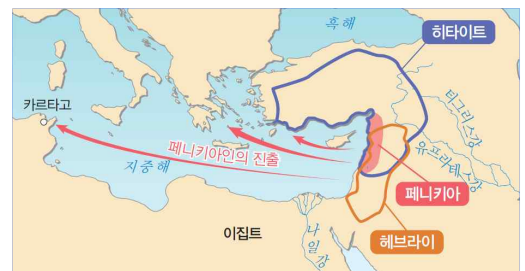 흑해
히타이트
카르타고
티그리스강
페니키아인의 진출
지중해
유프라테스강
페니키아
이집트
나일강
헤브라이